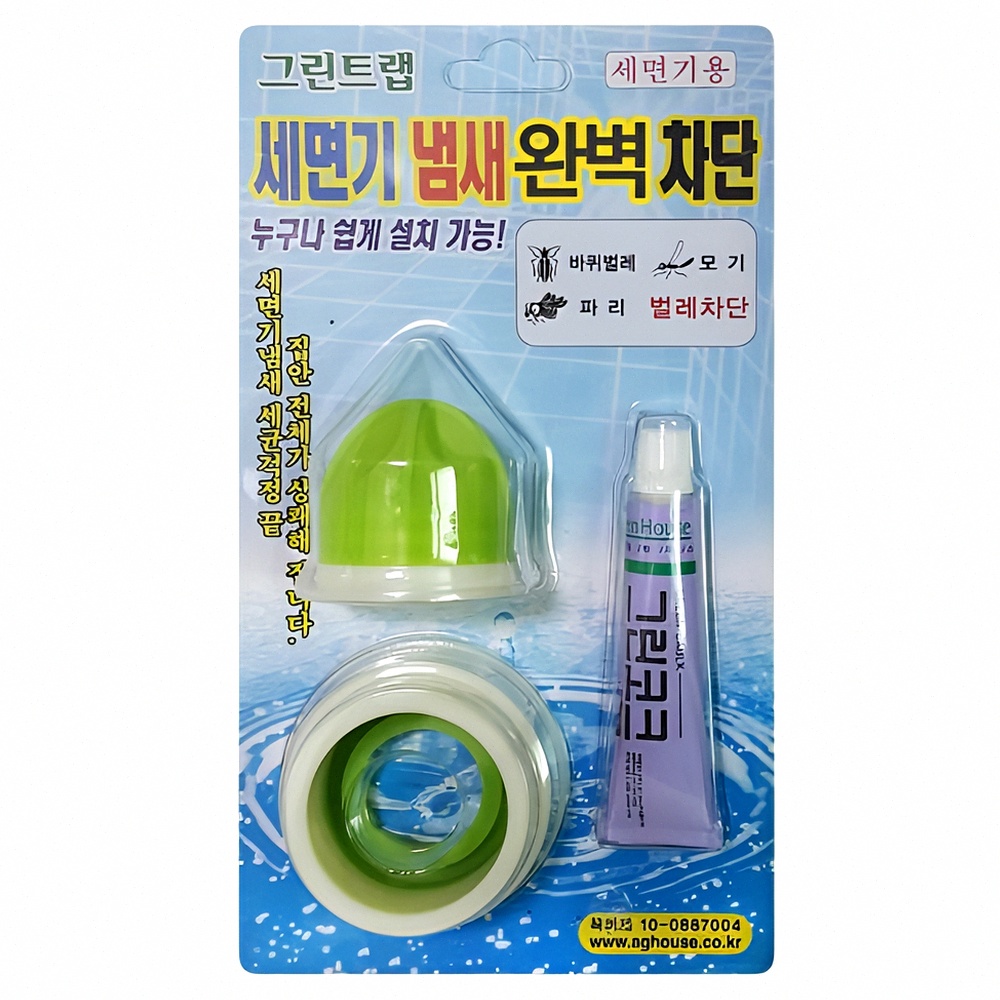 그린트랩
세면기용
세면기 냄새 완벽 차단
누구나 쉽게 설치 가능!
바퀴벌레
모기
파리
벌레차단
세면기냄새 세균걱정 끝
집안 전체가 상쾌해
enHouse
그린코크
10-0887004
www.nghouse.co.kr